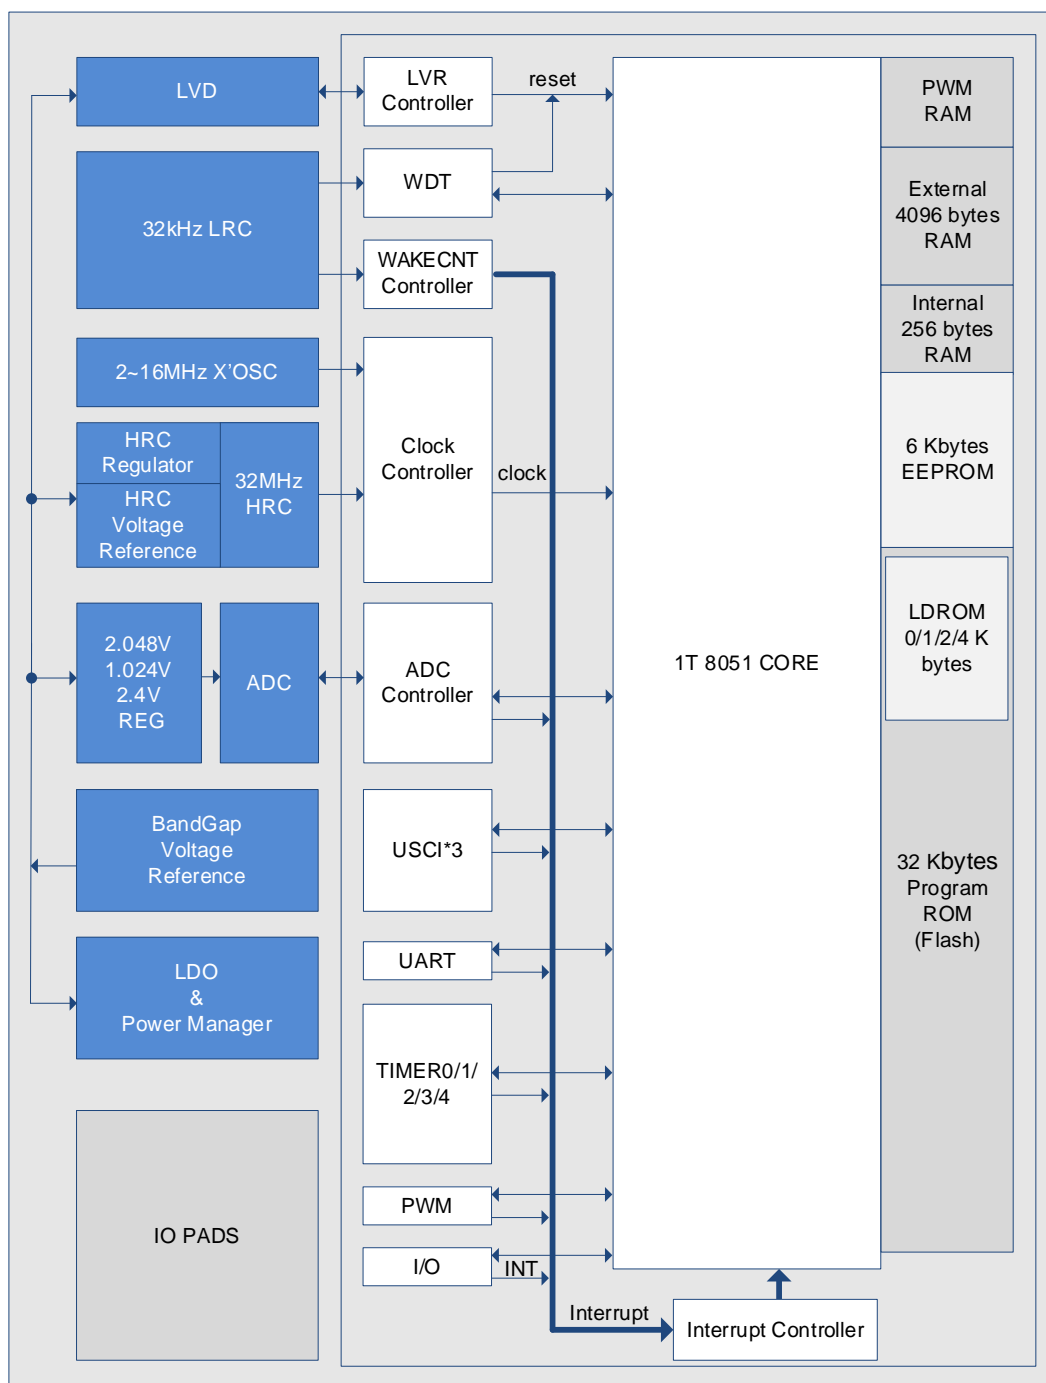 LVD
LVR
Controller
reset
PWM
RAM
32kHz LRC
WDT
External
4096 bytes
RAM
WAKECNT
Controller
Internal
256 bytes
RAM
2~16MHz X'OSC
Clock
Controller
clock
HRC
Regulator
HRC
Voltage
Reference
32MHz
HRC
6 Kbytes
EEPROM
2.048V
1.024V
2.4V
REG
ADC
ADC
Controller
1T 8051 CORE
LDROM
0/1/2/4 K
bytes
BandGap
Voltage
Reference
USCI*3
32 Kbytes
Program
ROM
(Flash)
LDO
&
Power Manager
UART
TIMER0/1/
2/3/4
IO PADS
PWM
I/O
INT
Interrupt
Interrupt Controller